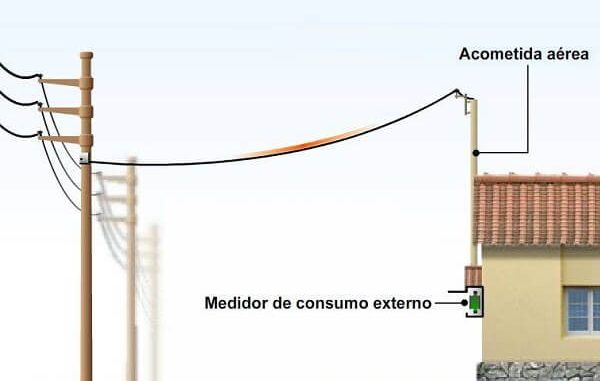 Acometida aérea
Medidor de consumo externo